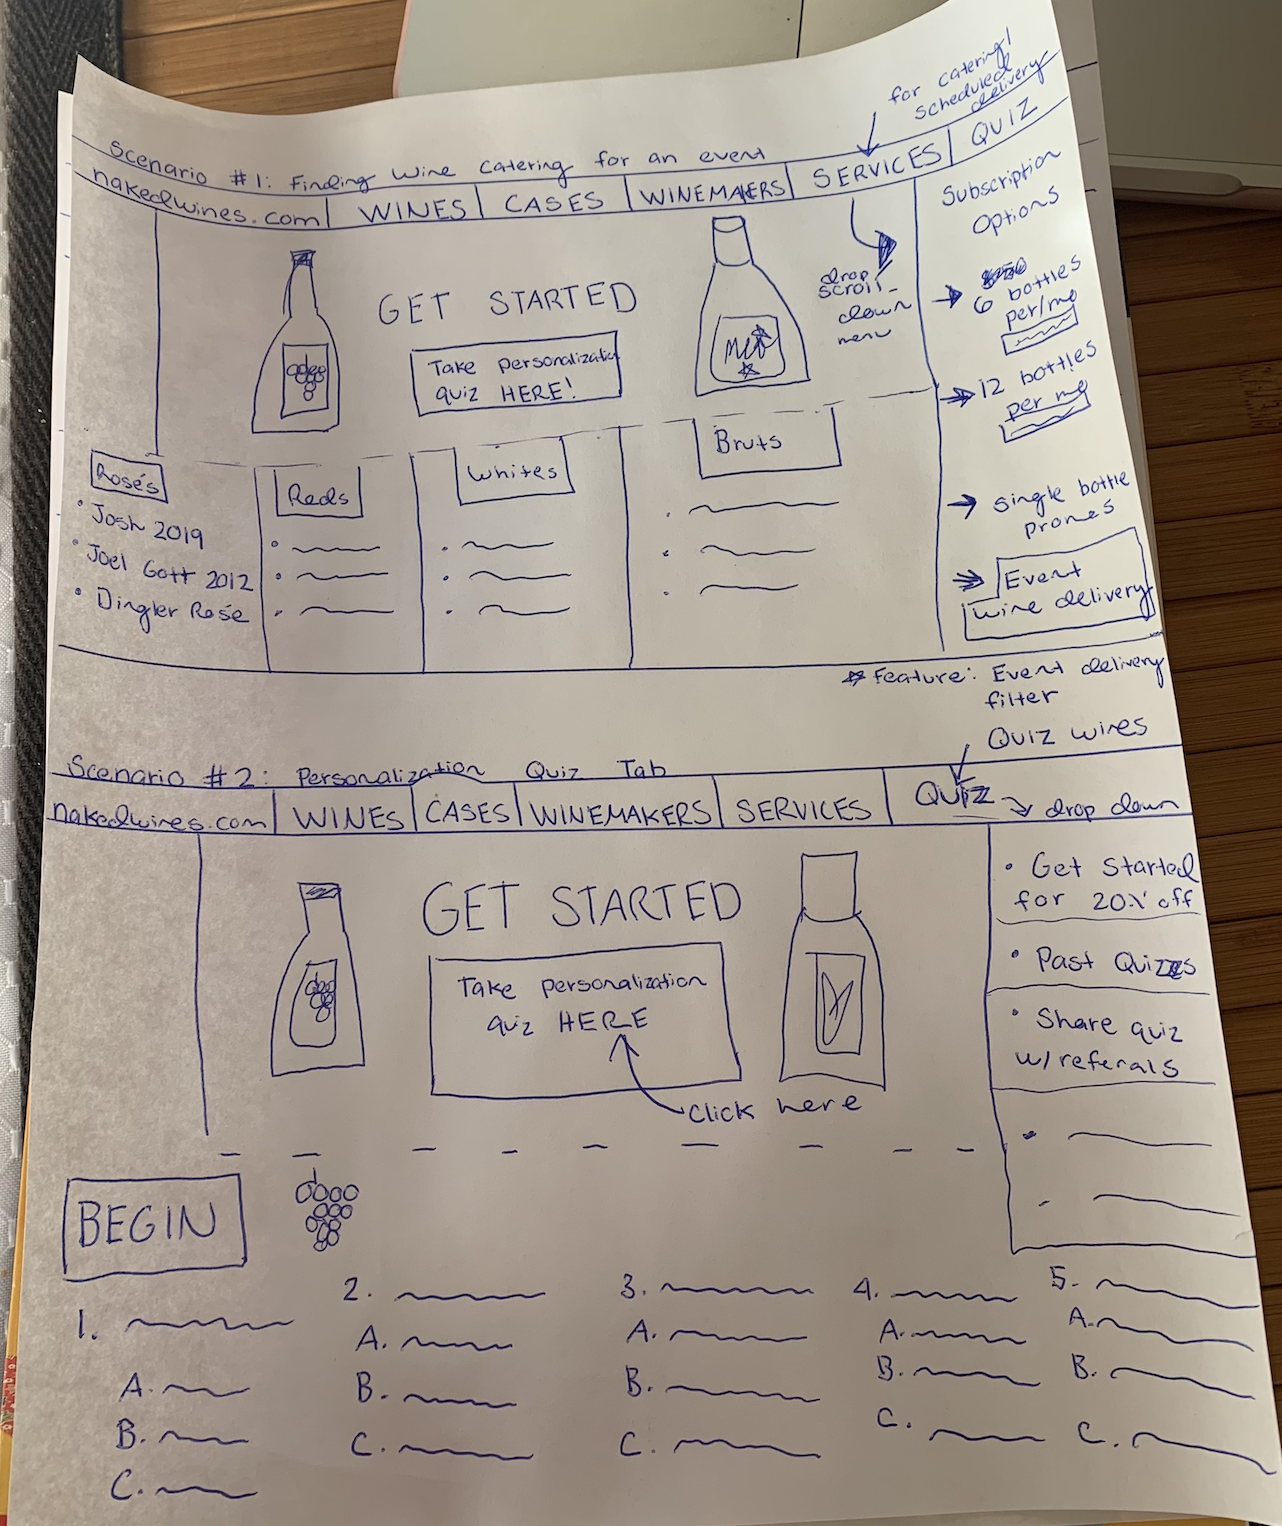 for catering/
scheduled
delivery
Scenario #1: Finding Wine Catering for an event
nakedwines.com WINES CASES WINEMAKERS SERVICES QUIZ
Subscription
Options
GET STARTED
drop
scroll-
down
menu
Take personalization
quiz HERE!
6 bottles
per/mo
12 bottles
per mo
Rosés
• Josh 2019
• Joel Gott 2012
• Dingler Rosé
Reds
Whites
Bruts
single bottle
promos
Event
wine delivery
Feature: Event delivery
filter
Quiz wires
Scenario #2: Personalization Quiz Tab
nakedwines.com WINES CASES WINEMAKERS SERVICES QUIZ
drop down
GET STARTED
Take personalization
quiz HERE
Click here
• Get Started
for 20% off
• Past Quizzes
• Share quiz
w/referals
BEGIN
1.
A.
B.
C.
2.
A.
B.
C.
3.
A.
B.
C.
4.
A.
B.
C.
5.
A.
B.
C.